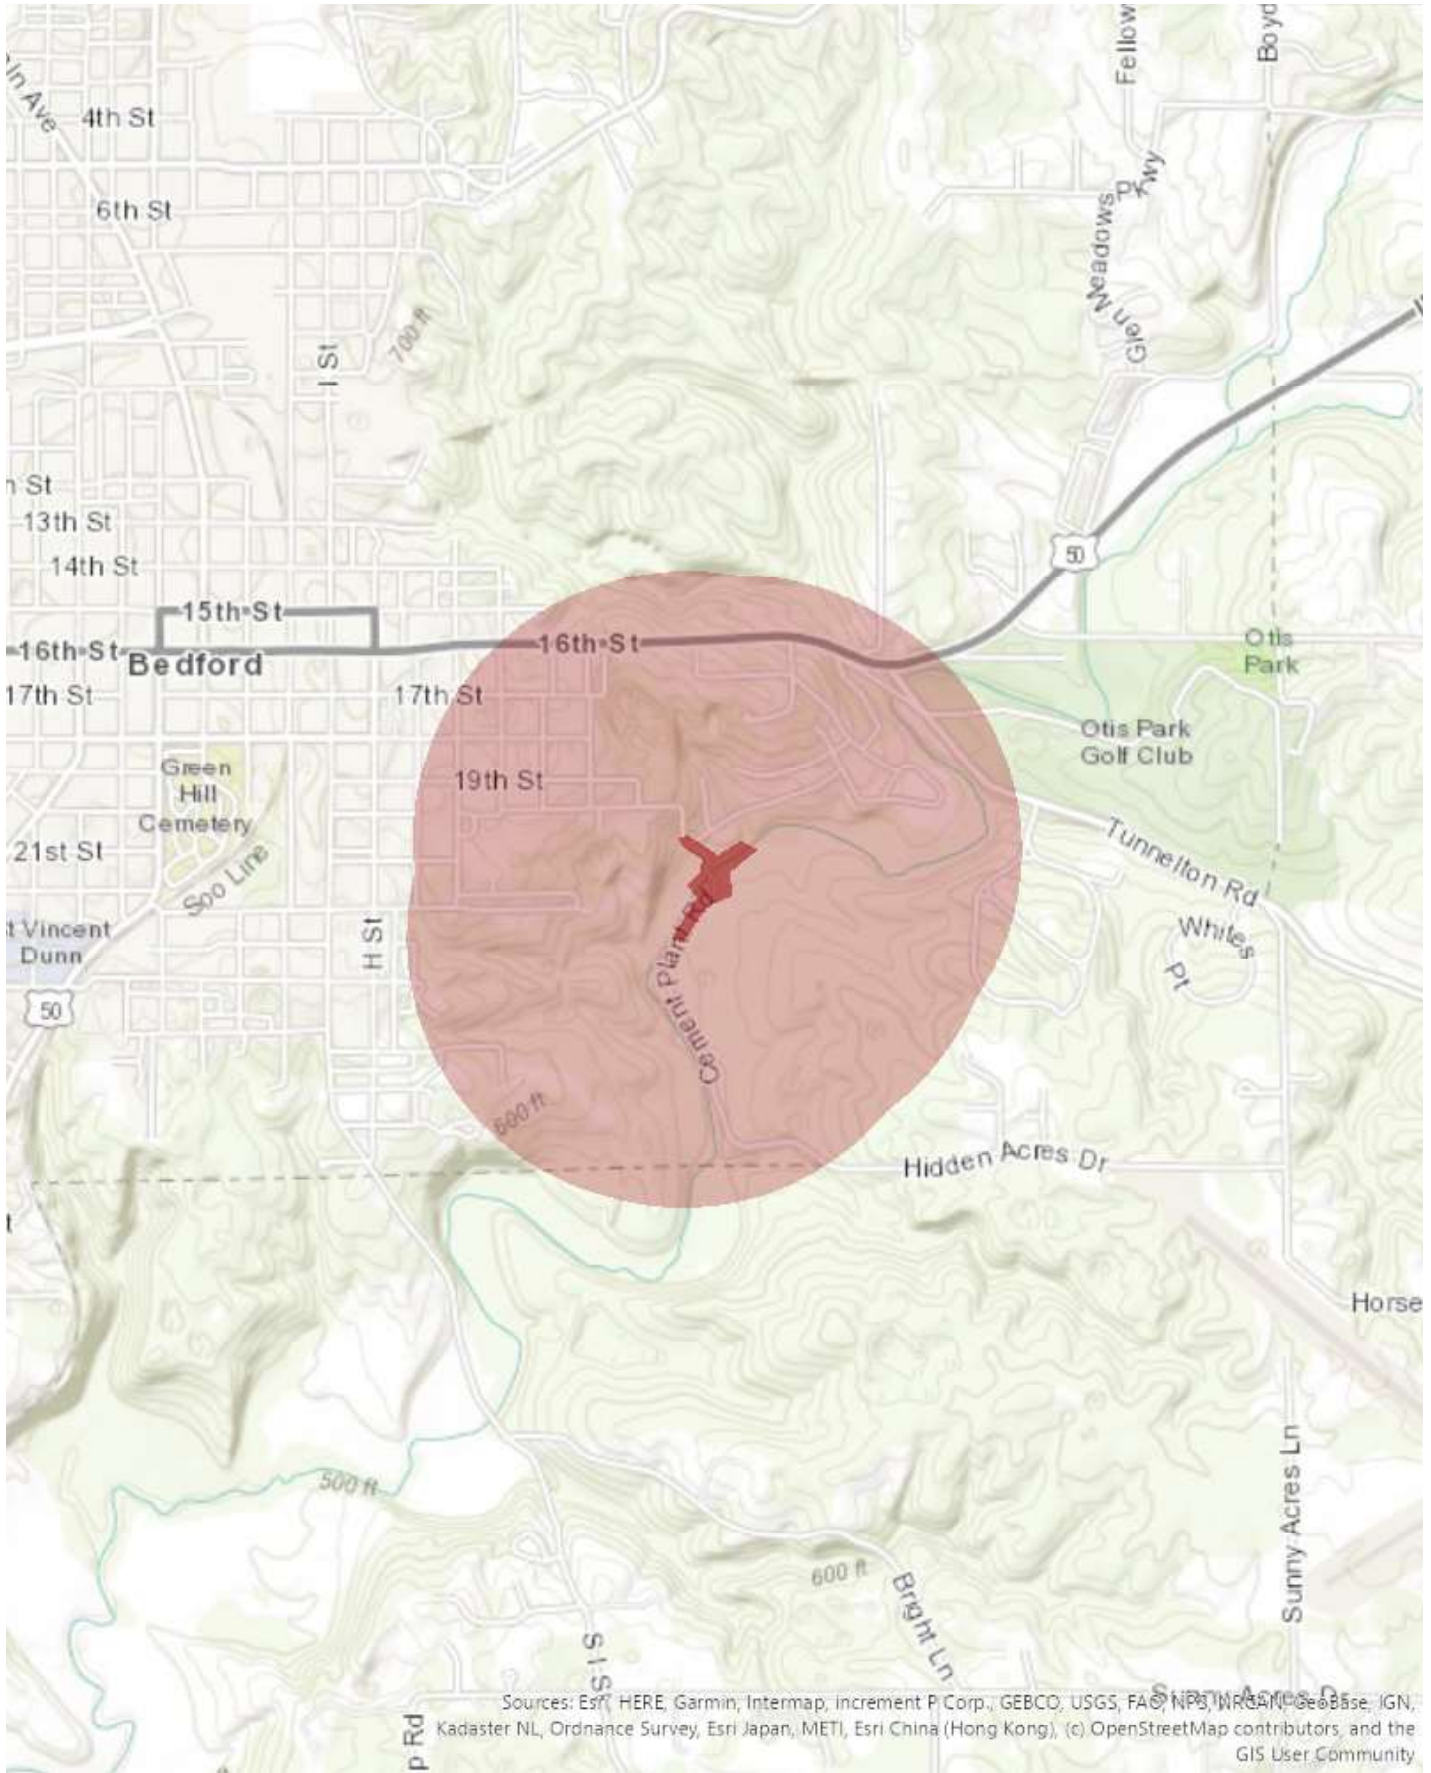 Fellow
Boyd
4th St
6th St
Glen Meadows Pkwy
700 ft
I St
St
13th St
14th St
50
15th St
16th St
16th St
Otis
Park
Bedford
17th St
17th St
Otis Park
Golf Club
Green
Hill
Cemetery
19th St
Tunnelton Rd
21st St
Soo Line
Whites
Pt
t Vincent
Dunn
H St
Cement Plant Rd
50
600 ft
Hidden Acres Dr
t
Horse
500 ft
600 ft
Bright Ln
Sunny Acres Ln
S I S
Sunny Acres Dr
p Rd
Sources: Esri, HERE, Garmin, Intermap, increment P Corp., GEBCO, USGS, FAO, NPS, NRCAN, GeoBase, IGN,
Kadaster NL, Ordnance Survey, Esri Japan, METI, Esri China (Hong Kong), (c) OpenStreetMap contributors, and the
GIS User Community